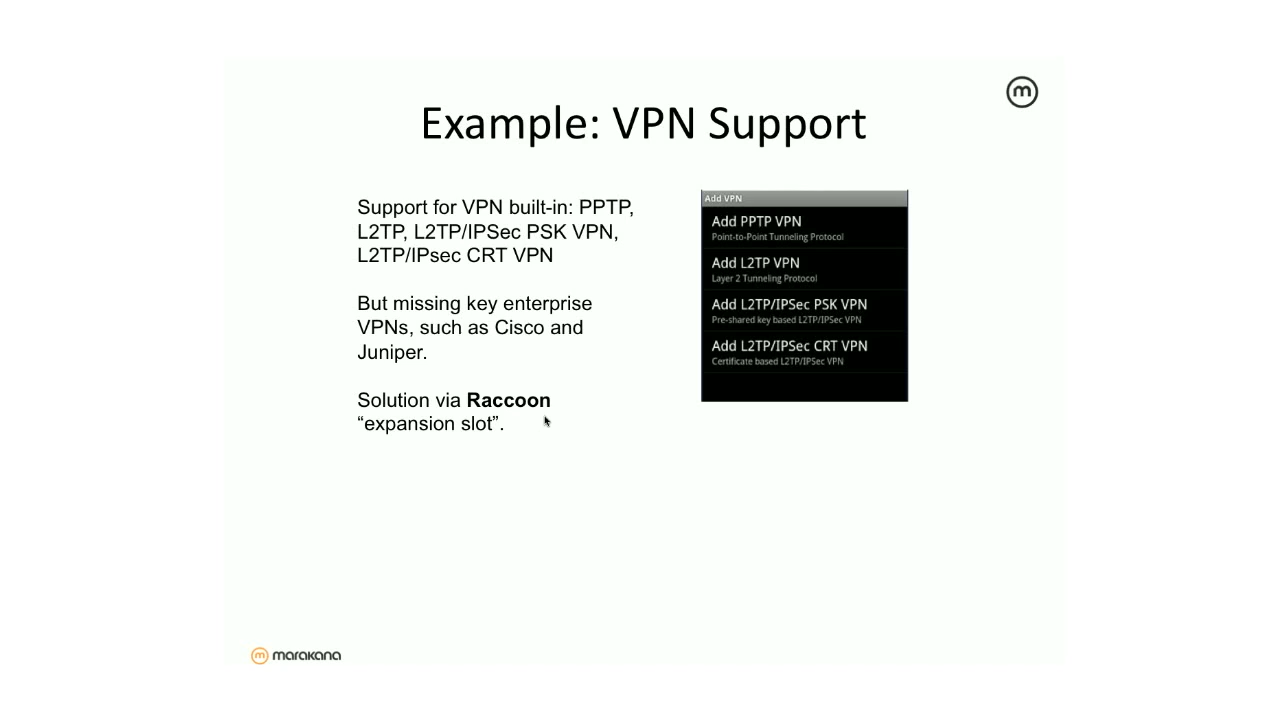 m
Example: VPN Support
Support for VPN built-in: PPTP,
L2TP, L2TP/IPSec PSK VPN,
L2TP/IPsec CRT VPN
But missing key enterprise
VPNs, such as Cisco and
Juniper.
Solution via Raccoon
“expansion slot”.
Add VPN
Add PPTP VPN
Point-to-Point Tunneling Protocol
Add L2TP VPN
Layer 2 Tunneling Protocol
Add L2TP/IPSec PSK VPN
Pre-shared key based L2TP/IPSec VPN
Add L2TP/IPSec CRT VPN
Certificate based L2TP/IPSec VPN
m marakana